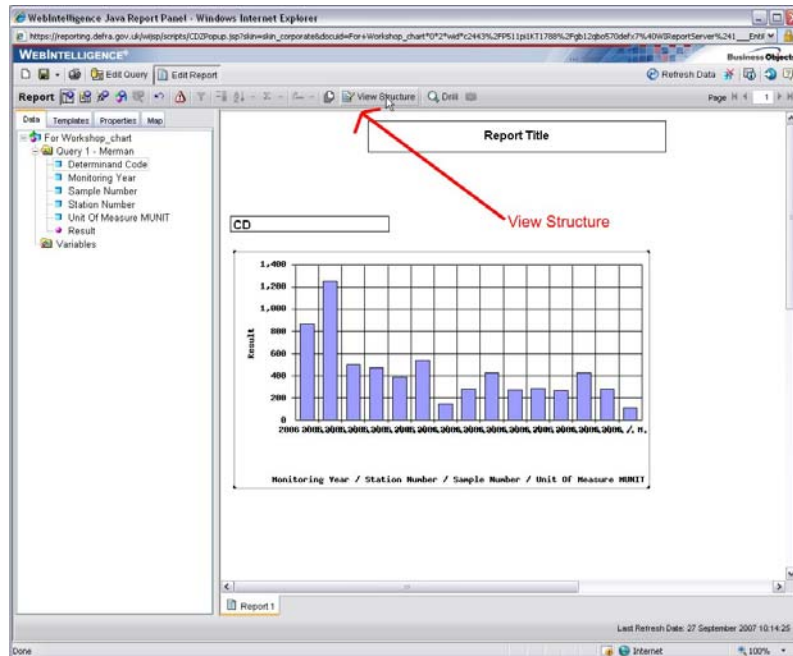 WebIntelligence Java Report Panel - Windows Internet Explorer
WEBINTELLIGENCE®
Business Objects
Edit Query
Edit Report
Refresh Data
Report
View Structure
Drill
Page
1
Data
Templates
Properties
Map
For Workshop_chart
Query 1 - Merman
Determinand Code
Monitoring Year
Sample Number
Station Number
Unit Of Measure MUNIT
Result
Variables
Report Title
View Structure
CD
1,400
1,200
1,000
800
600
400
200
0
Result
2006
Monitoring Year / Station Number / Sample Number / Unit Of Measure MUNIT
Report 1
Last Refresh Date: 27 September 2007 10:14:25
Done
Internet
100%